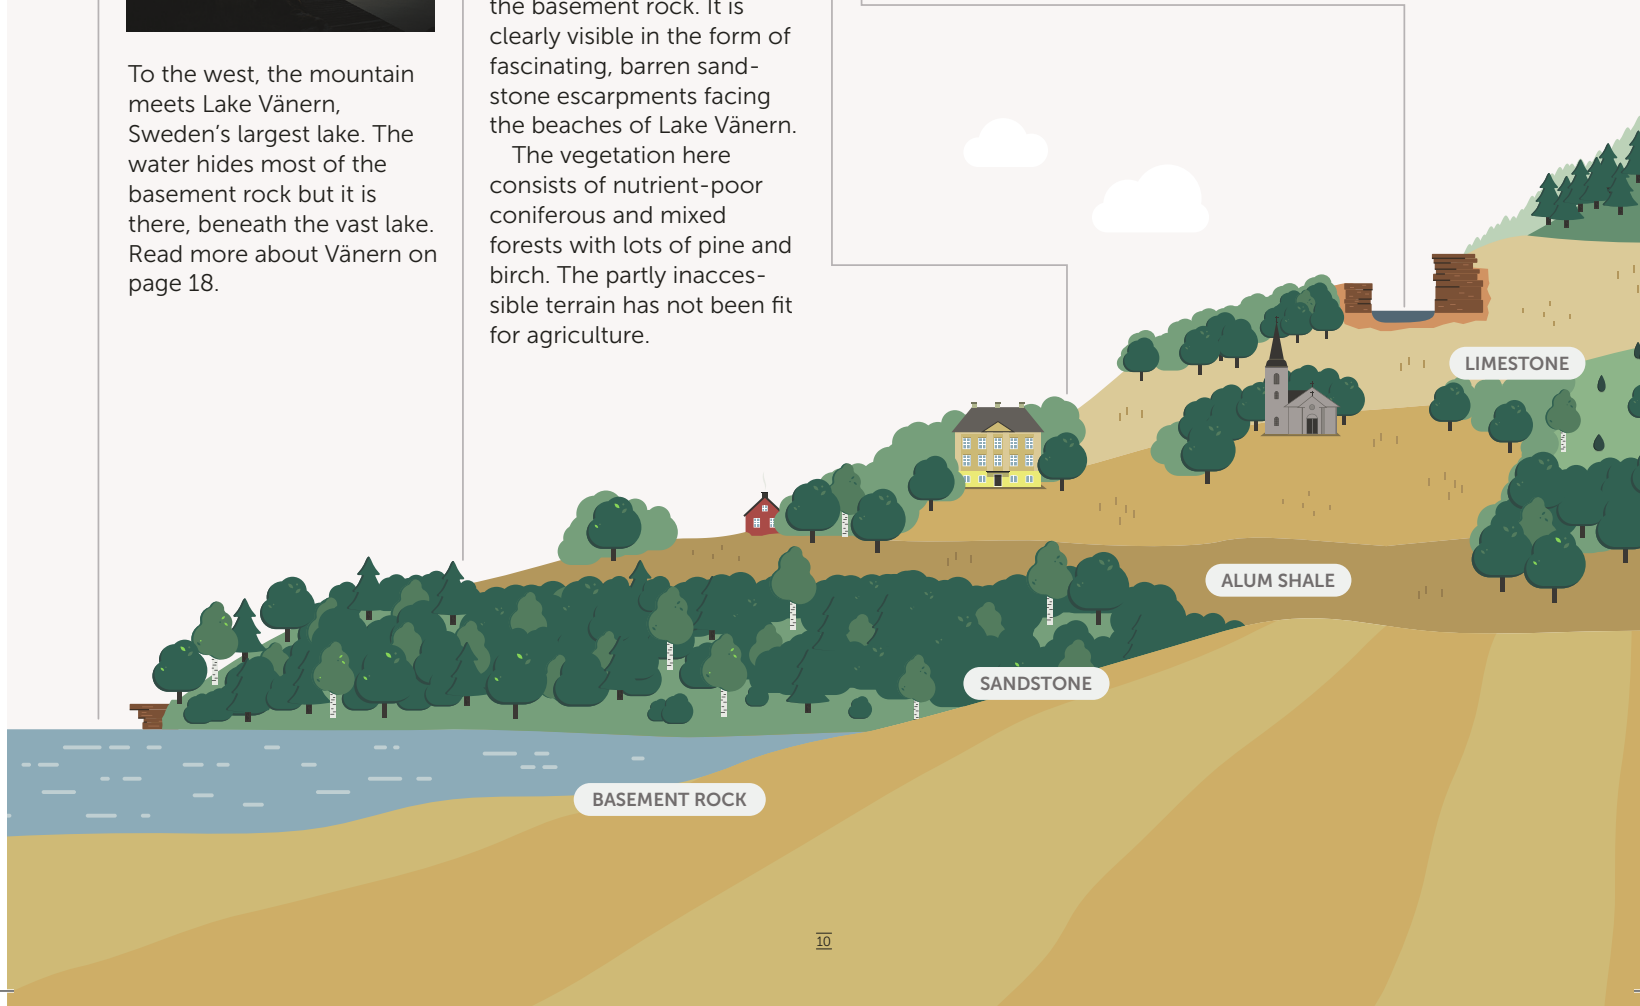 To the west, the mountain
meets Lake Vänern,
Sweden's largest lake. The
water hides most of the
basement rock but it is
there, beneath the vast lake.
Read more about Vänern on
page 18.
the basement rock. It is
clearly visible in the form of
fascinating, barren sand-
stone escarpments facing
the beaches of Lake Vänern.
The vegetation here
consists of nutrient-poor
coniferous and mixed
forests with lots of pine and
birch. The partly inacces-
sible terrain has not been fit
for agriculture.
LIMESTONE
ALUM SHALE
SANDSTONE
BASEMENT ROCK
10